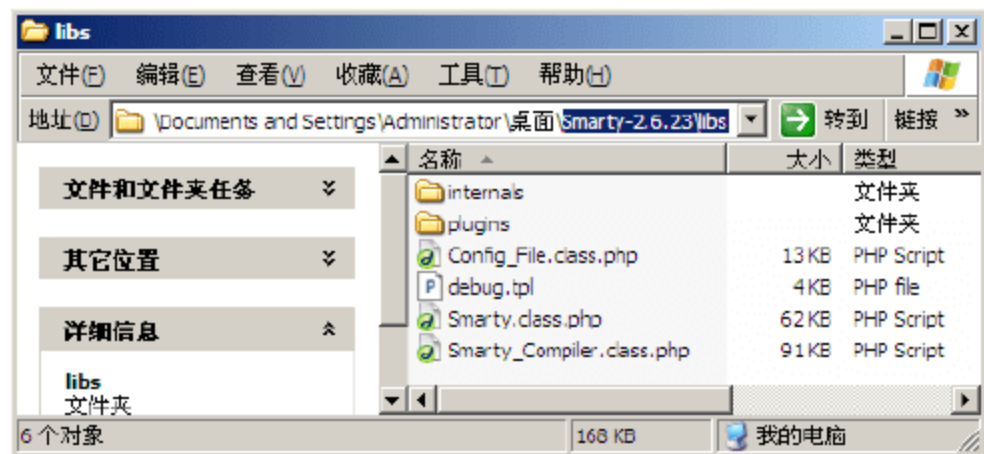 libs
文件(F) 编辑(E) 查看(V) 收藏(A) 工具(T) 帮助(H)
地址(D) \Documents and Settings\Administrator\桌面\Smarty-2.6.23\libs 转到 链接 »
文件和文件夹任务
其它位置
详细信息
libs
文件夹
名称 大小 类型
internals 文件夹
plugins 文件夹
Config_File.class.php 13 KB PHP Script
debug.tpl 4 KB PHP file
Smarty.class.php 62 KB PHP Script
Smarty_Compiler.class.php 91 KB PHP Script
6 个对象 168 KB 我的电脑